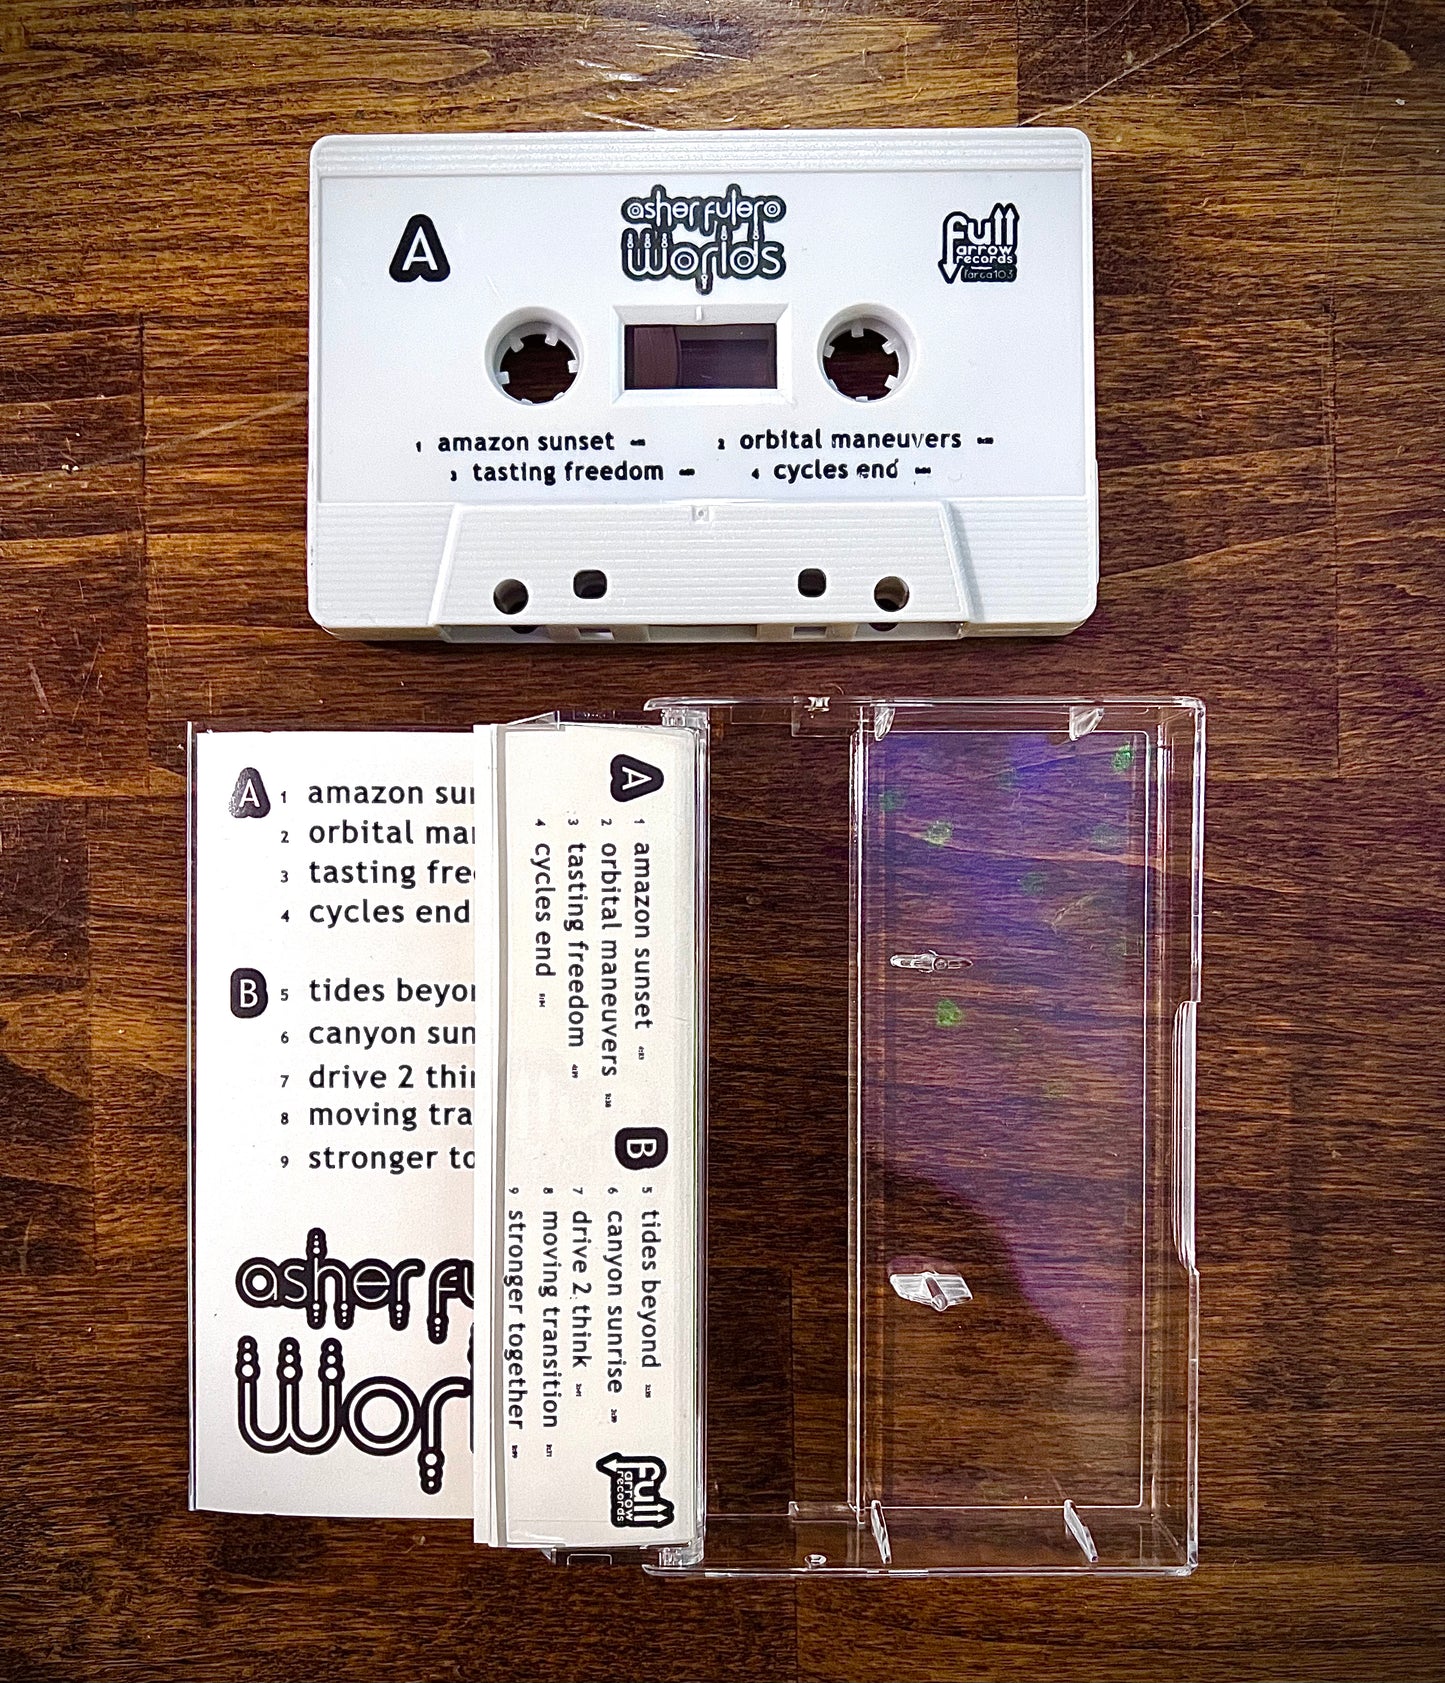 A
asher fulero
Worlds
full
arrow
records
farca103
1 amazon sunset
2 orbital maneuvers
3 tasting freedom
4 cycles end
A
1 amazon su
2 orbital ma
3 tasting fre
4 cycles end
B
5 tides beyo
6 canyon sun
7 drive 2 thi
8 moving tra
9 stronger to
asher fu
Wor
A
1 amazon sunset
2 orbital maneuvers
3 tasting freedom
4 cycles end
B
5 tides beyond
6 canyon sunrise
7 drive 2 think
8 moving transition
9 stronger together
full
arrow
records